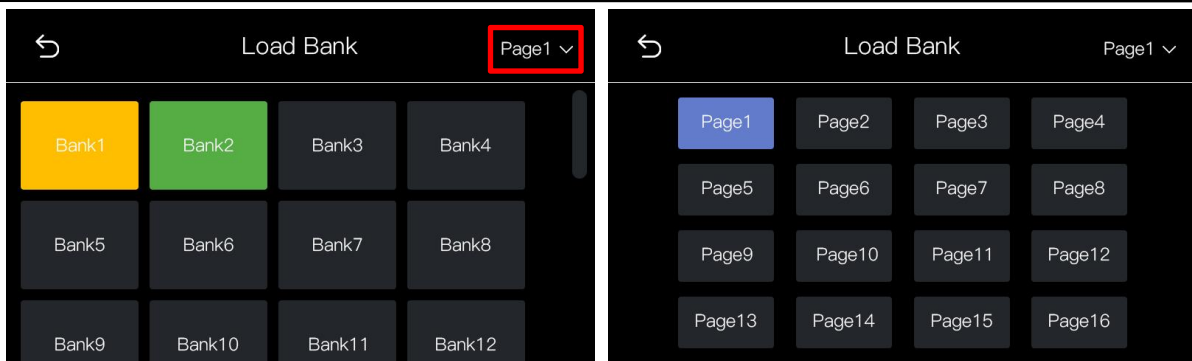 Load Bank
Page1
Bank1 Bank2 Bank3 Bank4
Bank5 Bank6 Bank7 Bank8
Bank9 Bank10 Bank11 Bank12
Load Bank
Page1
Page1 Page2 Page3 Page4
Page5 Page6 Page7 Page8
Page9 Page10 Page11 Page12
Page13 Page14 Page15 Page16